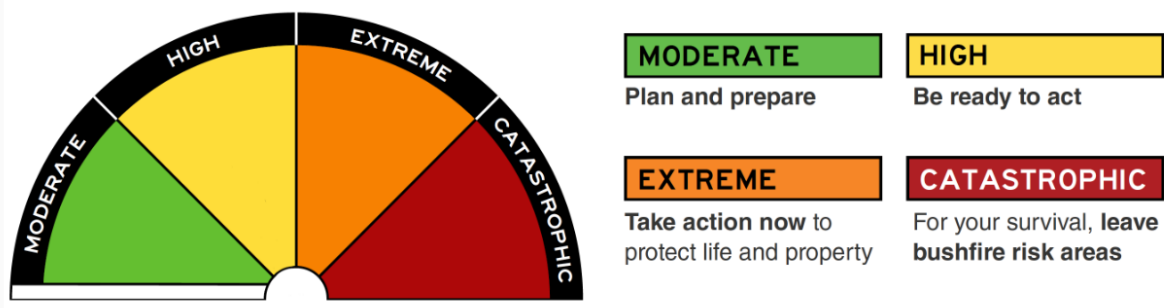 MODERATE
HIGH
EXTREME
CATASTROPHIC
MODERATE
Plan and prepare
HIGH
Be ready to act
EXTREME
Take action now to
protect life and property
CATASTROPHIC
For your survival, leave
bushfire risk areas